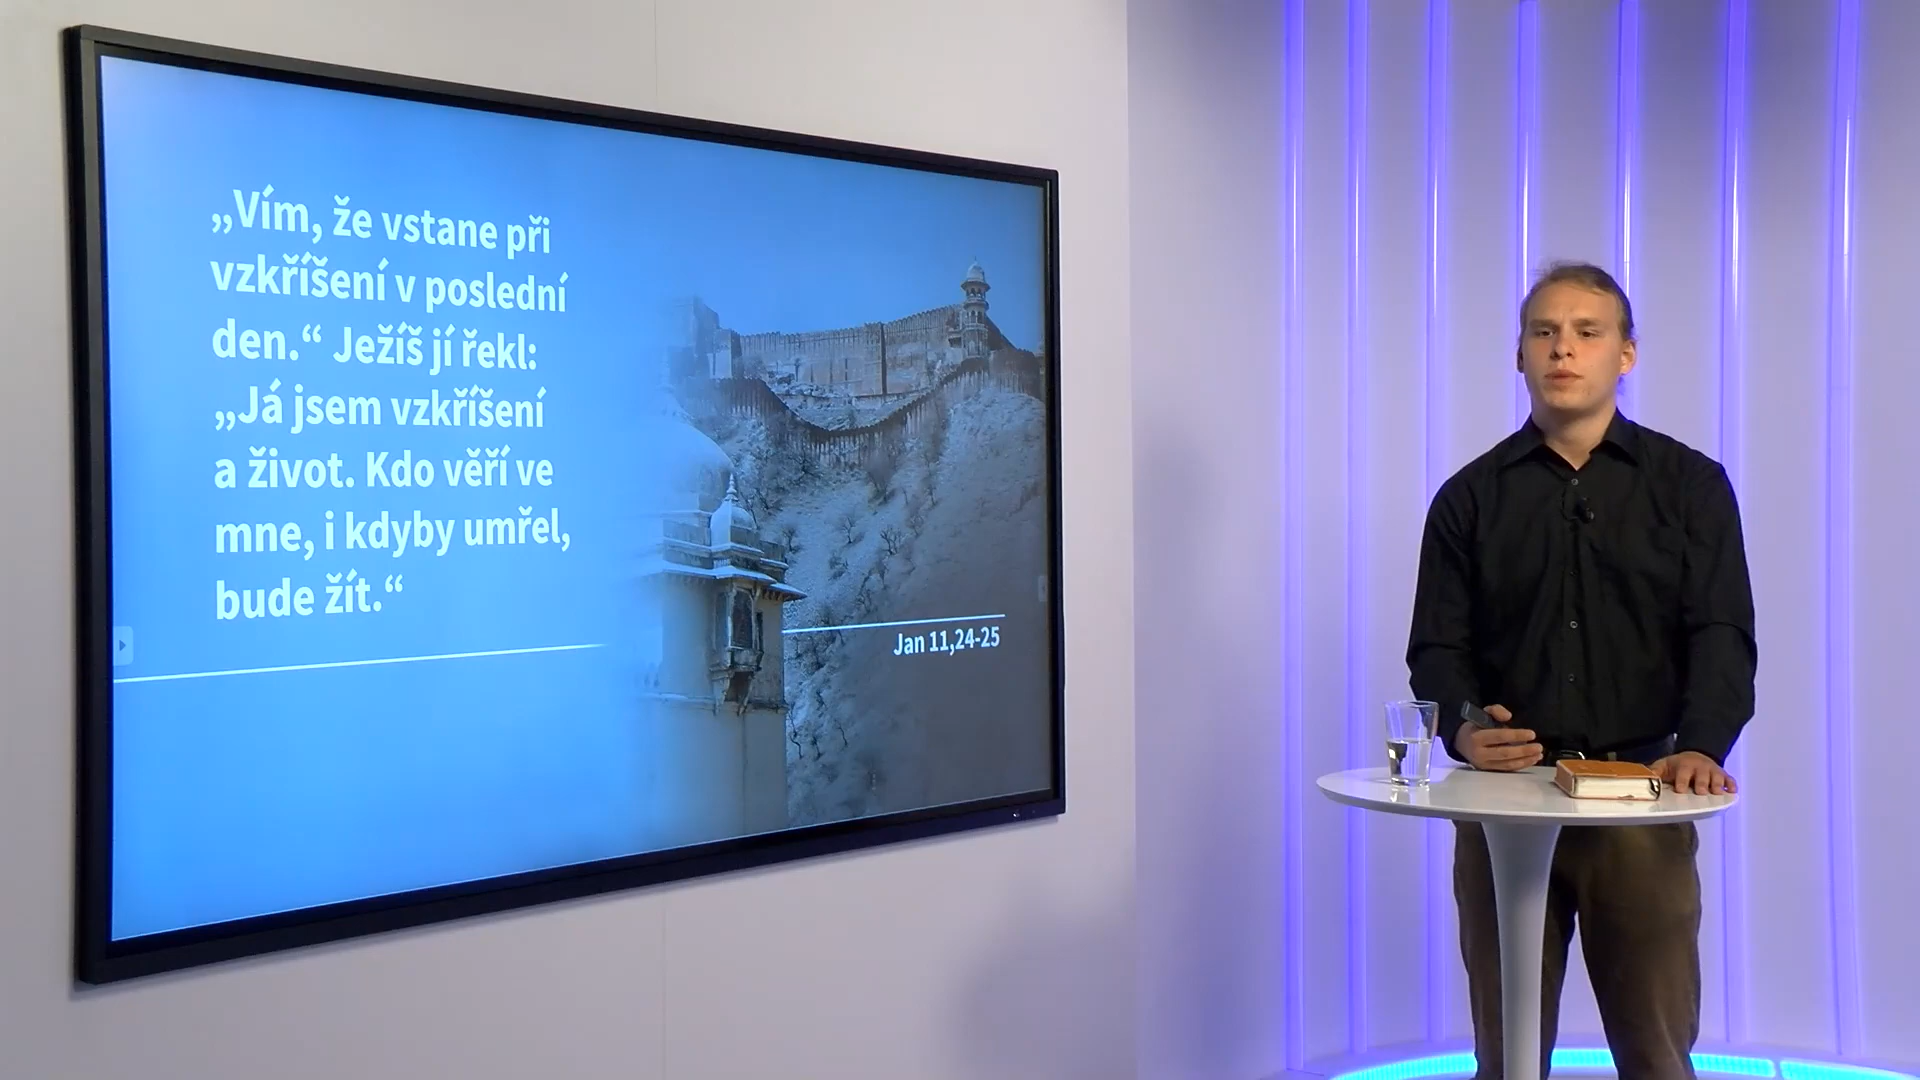 „Vím, že vstane při
vzkříšení v poslední
den.“ Ježíš jí řekl:
„Já jsem vzkříšení
a život. Kdo věří ve
mne, i kdyby umřel,
bude žít.“
Jan 11,24-25